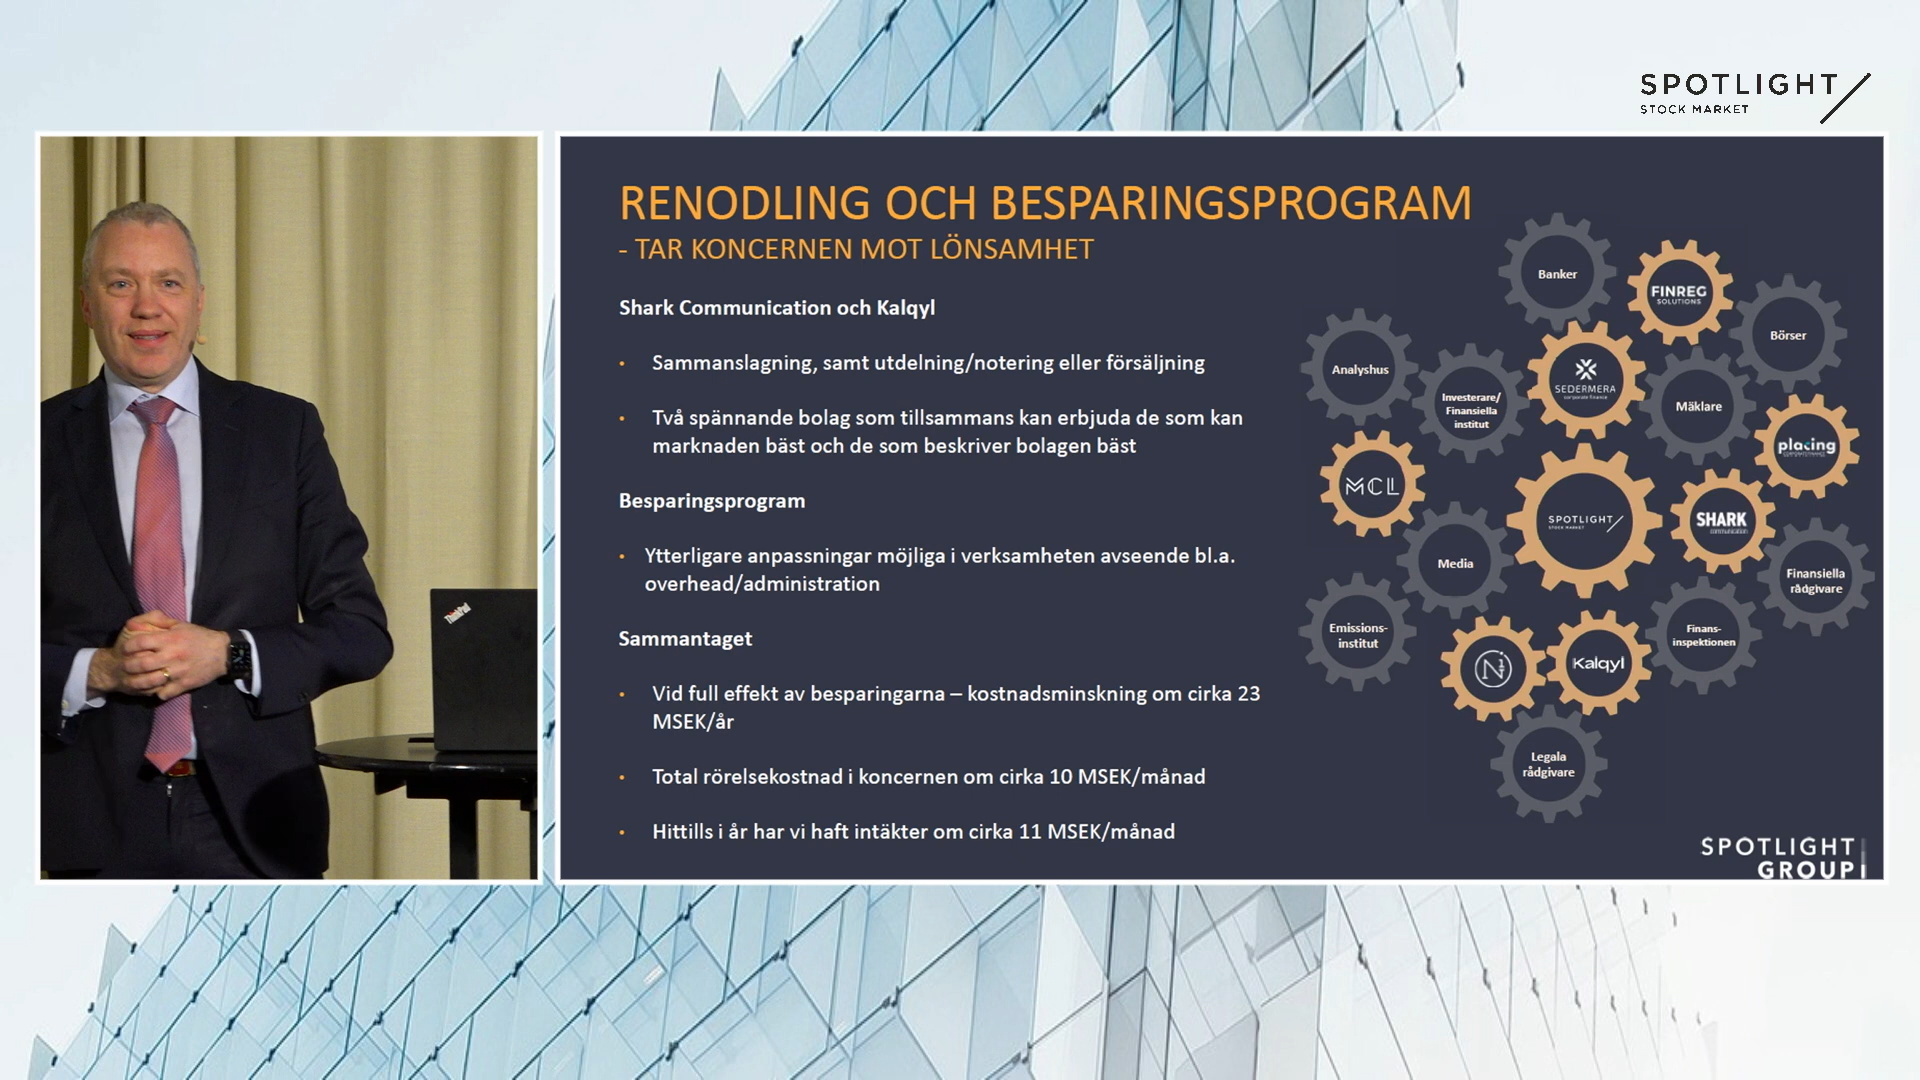 SPOTLIGHT
STOCK MARKET
ThinkPad
RENODLING OCH BESPARINGSPROGRAM
- TAR KONCERNEN MOT LÖNSAMHET
Shark Communication och Kalqyl
• Sammanslagning, samt utdelning/notering eller försäljning
• Två spännande bolag som tillsammans kan erbjuda de som kan
marknaden bäst och de som beskriver bolagen bäst
Besparingsprogram
• Ytterligare anpassningar möjliga i verksamheten avseende bl.a.
overhead/administration
Sammantaget
• Vid full effekt av besparingarna – kostnadsminskning om cirka 23
MSEK/år
• Total rörelsekostnad i koncernen om cirka 10 MSEK/månad
• Hittills i år har vi haft intäkter om cirka 11 MSEK/månad
Banker
FINREG
SOLUTIONS
Börser
Analyshus
Investerare/
Finansiella
institut
SEDERMERA
corporate finance
Mäklare
placing
MCL
SPOTLIGHT
STOCK MARKET
SHARK
communication
Media
Finansiella
rådgivare
Emissions-
institut
N
Kalqyl
Finans-
inspektionen
Legala
rådgivare
SPOTLIGHT
GROUP